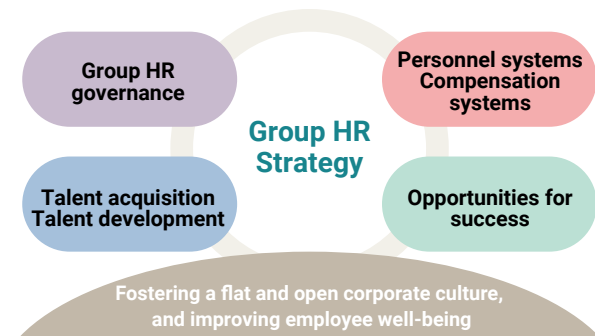 Group HR
governance
Personnel systems
Compensation
systems
Group HR
Strategy
Talent acquisition
Talent development
Opportunities for
success
Fostering a flat and open corporate culture,
and improving employee well-being